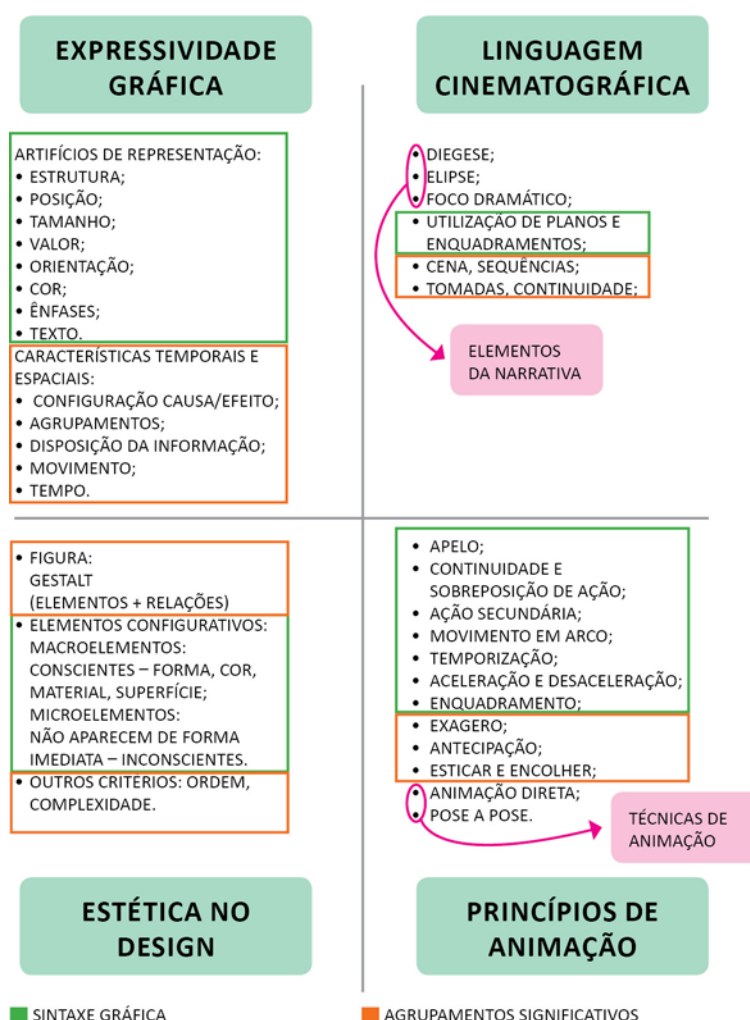 EXPRESSIVIDADE
GRÁFICA
ARTIFÍCIOS DE REPRESENTAÇÃO:
• ESTRUTURA;
• POSIÇÃO;
• TAMANHO;
• VALOR;
• ORIENTAÇÃO;
• COR;
• ÊNFASES;
• TEXTO.
CARACTERÍSTICAS TEMPORAIS E
ESPACIAIS:
• CONFIGURAÇÃO CAUSA/EFEITO;
• AGRUPAMENTOS;
• DISPOSIÇÃO DA INFORMAÇÃO;
• MOVIMENTO;
• TEMPO.
LINGUAGEM
CINEMATOGRÁFICA
• DIEGESE;
• ELIPSE;
• FOCO DRAMÁTICO;
• UTILIZAÇÃO DE PLANOS E
ENQUADRAMENTOS;
• CENA, SEQUÊNCIAS;
• TOMADAS, CONTINUIDADE;
ELEMENTOS
DA NARRATIVA
• FIGURA:
GESTALT
(ELEMENTOS + RELAÇÕES)
• ELEMENTOS CONFIGURATIVOS:
MACROELEMENTOS:
CONSCIENTES – FORMA, COR,
MATERIAL, SUPERFÍCIE;
MICROELEMENTOS:
NÃO APARECEM DE FORMA
IMEDIATA – INCONSCIENTES.
• OUTROS CRITÉRIOS: ORDEM,
COMPLEXIDADE.
ESTÉTICA NO
DESIGN
• APELO;
• CONTINUIDADE E
SOBREPOSIÇÃO DE AÇÃO;
• AÇÃO SECUNDÁRIA;
• MOVIMENTO EM ARCO;
• TEMPORIZAÇÃO;
• ACELERAÇÃO E DESACELERAÇÃO;
• ENQUADRAMENTO;
• EXAGERO;
• ANTECIPAÇÃO;
• ESTICAR E ENCOLHER;
• ANIMAÇÃO DIRETA;
• POSE A POSE.
TÉCNICAS DE
ANIMAÇÃO
PRINCÍPIOS DE
ANIMAÇÃO
SINTAXE GRÁFICA
AGRUPAMENTOS SIGNIFICATIVOS